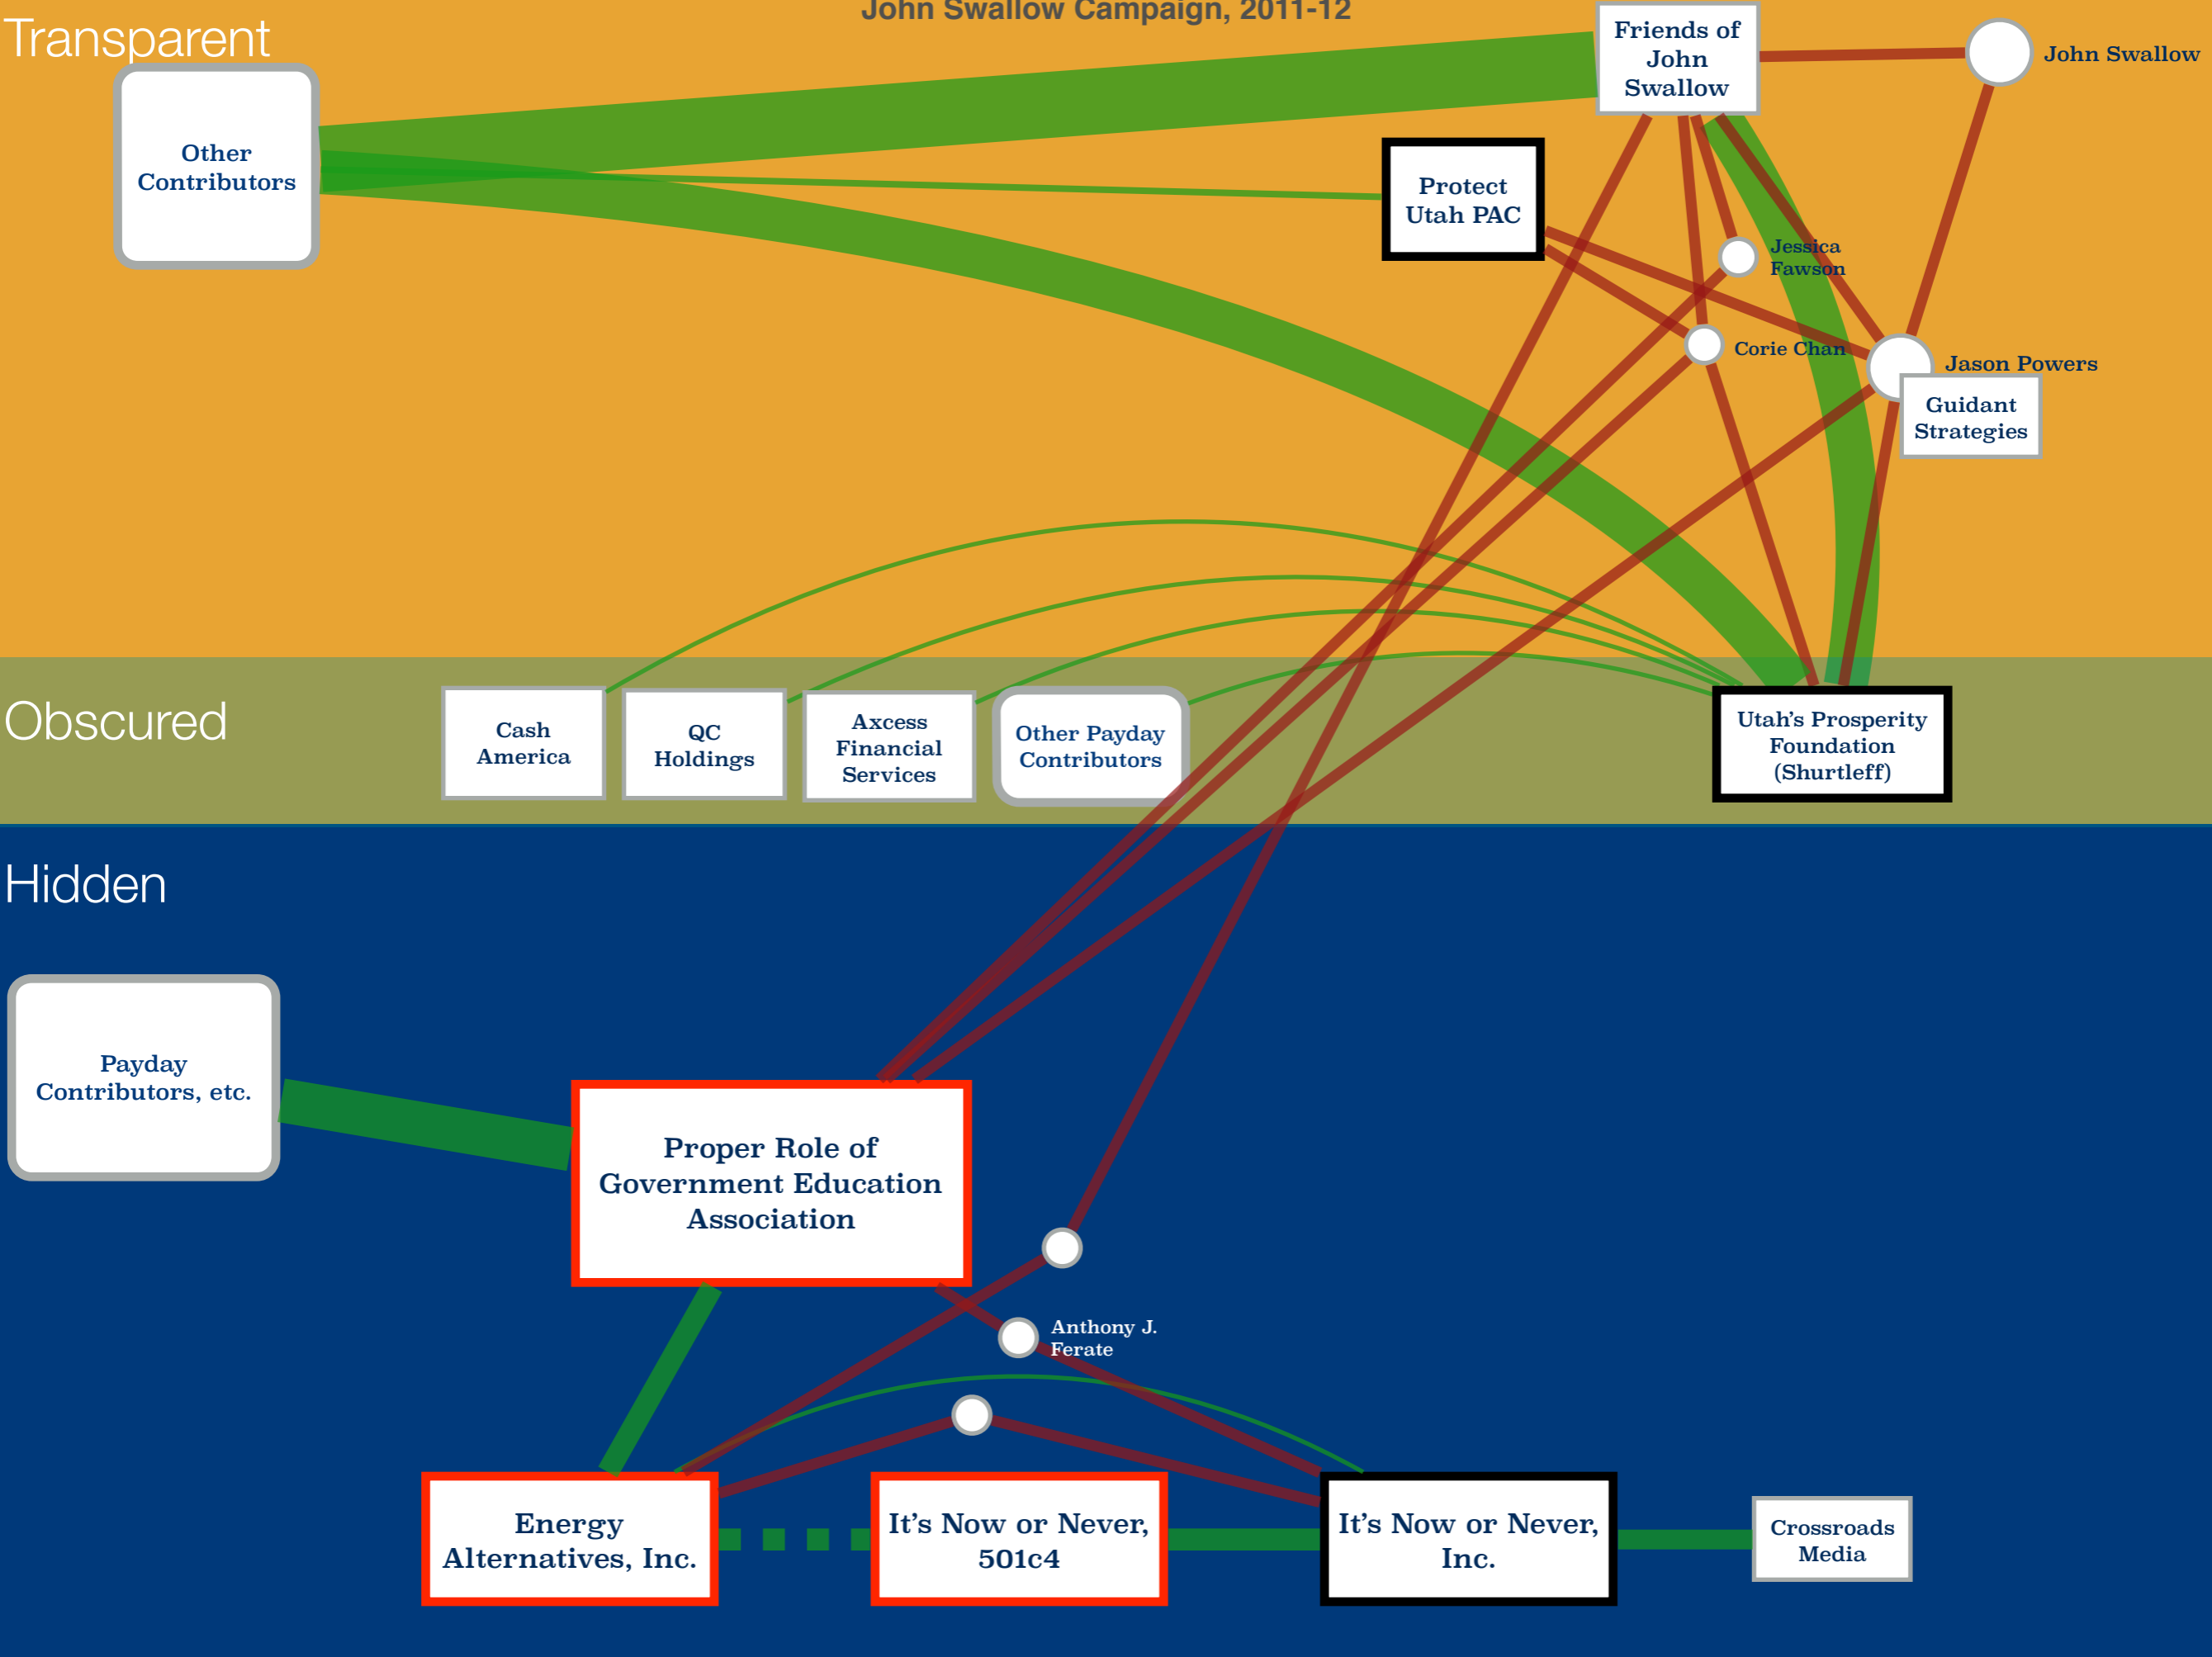 John Swallow Campaign, 2011-12
Transparent
Friends of
John
Swallow
John Swallow
Other
Contributors
Protect
Utah PAC
Jessica
Fawson
Corie Chan
Jason Powers
Guidant
Strategies
Obscured
Cash
America
QC
Holdings
Axcess
Financial
Services
Other Payday
Contributors
Utah's Prosperity
Foundation
(Shurtleff)
Hidden
Payday
Contributors, etc.
Proper Role of
Government Education
Association
Anthony J.
Ferate
Energy
Alternatives, Inc.
It's Now or Never,
501c4
It's Now or Never,
Inc.
Crossroads
Media